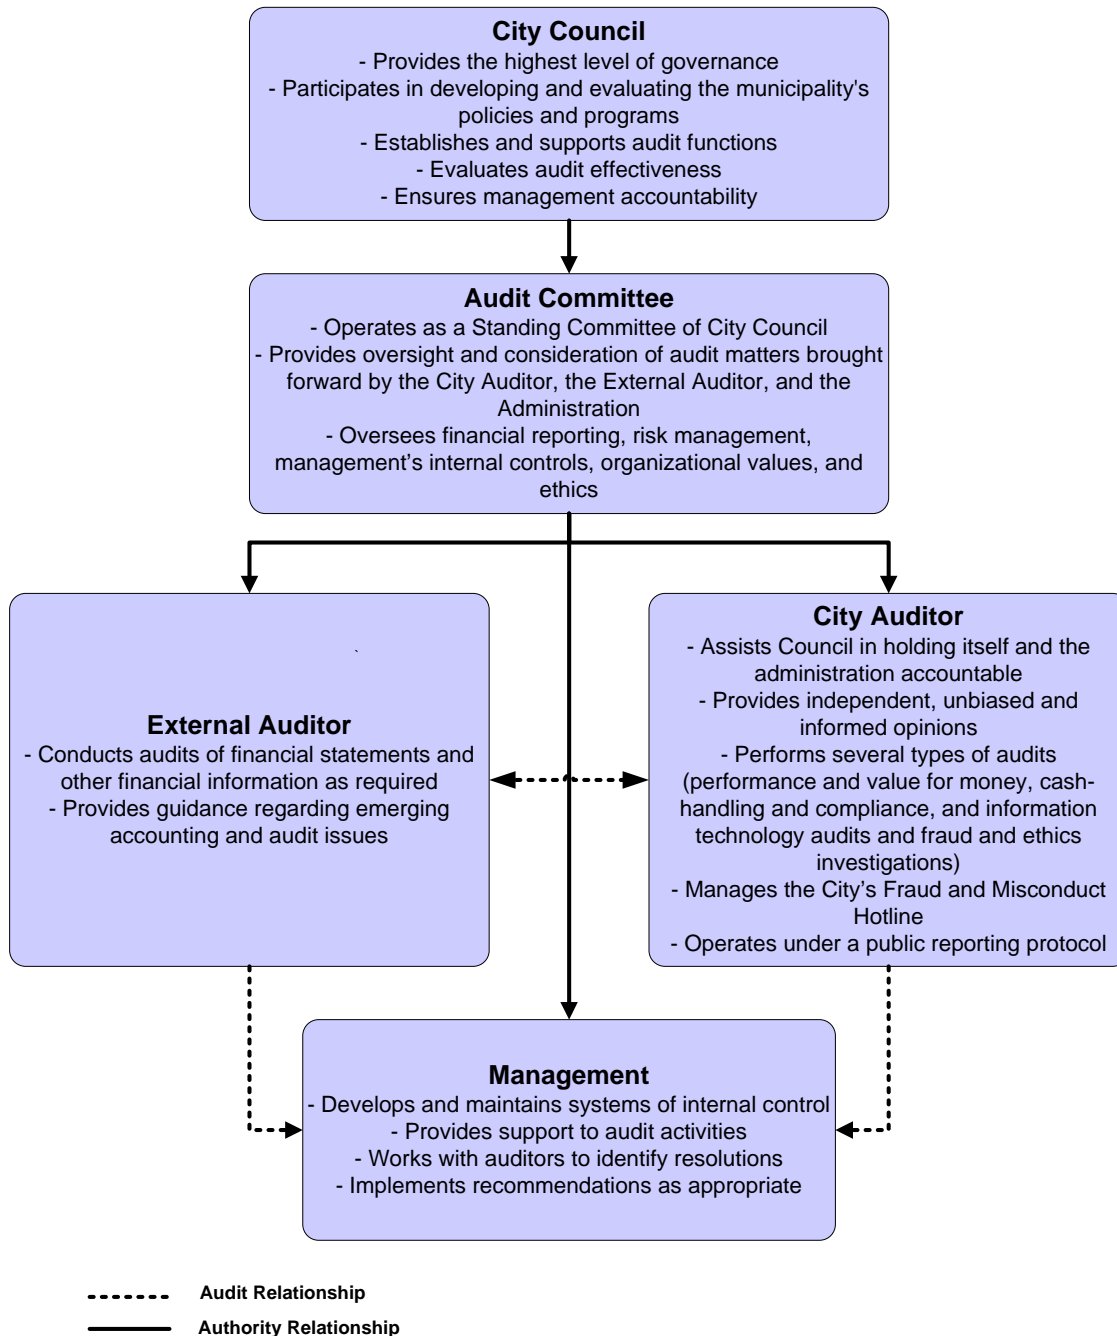 City Council
- Provides the highest level of governance
- Participates in developing and evaluating the municipality's
policies and programs
- Establishes and supports audit functions
- Evaluates audit effectiveness
- Ensures management accountability
Audit Committee
- Operates as a Standing Committee of City Council
- Provides oversight and consideration of audit matters brought
forward by the City Auditor, the External Auditor, and the
Administration
- Oversees financial reporting, risk management,
management’s internal controls, organizational values, and
ethics
`
External Auditor
- Conducts audits of financial statements and
other financial information as required
- Provides guidance regarding emerging
accounting and audit issues
City Auditor
- Assists Council in holding itself and the
administration accountable
- Provides independent, unbiased and
informed opinions
- Performs several types of audits
(performance and value for money, cash-
handling and compliance, and information
technology audits and fraud and ethics
investigations)
- Manages the City’s Fraud and Misconduct
Hotline
- Operates under a public reporting protocol
Management
- Develops and maintains systems of internal control
- Provides support to audit activities
- Works with auditors to identify resolutions
- Implements recommendations as appropriate
Audit Relationship
Authority Relationship